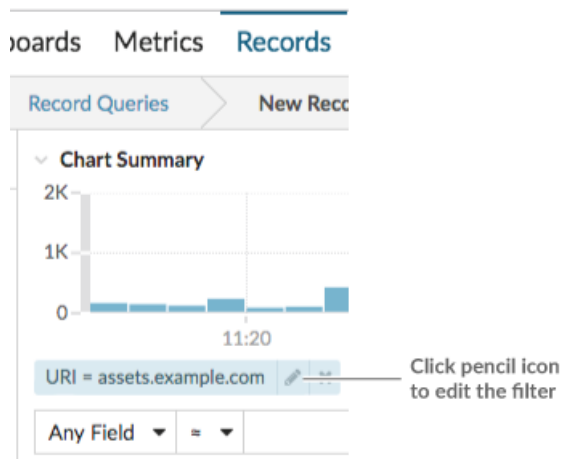 oards Metrics Records
Record Queries New Reco
Chart Summary
2K
1K
0
11:20
URI = assets.example.com
Click pencil icon
to edit the filter
Any Field ≈